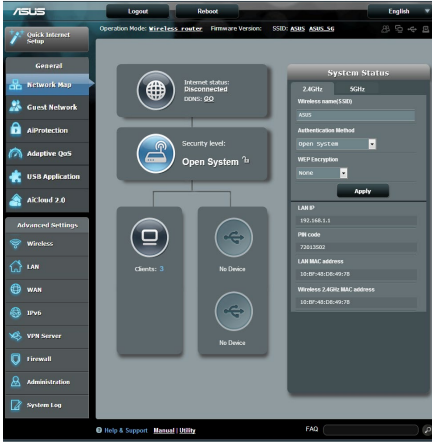 ASUS
Logout
Reboot
English
Quick Internet Setup
Operation Mode: Wireless router Firmware Version: SSID: ASUS ASUS_5G
General
Network Map
Guest Network
AiProtection
Adaptive QoS
USB Application
AiCloud 2.0
Advanced Settings
Wireless
LAN
WAN
IPv6
VPN Server
Firewall
Administration
System Log
Internet status:
Disconnected
DDNS: GO
Security level:
Open System
Clients: 3
No Device
No Device
System Status
2.4GHz 5GHz
Wireless name(SSID)
ASUS
Authentication Method
Open System
WEP Encryption
None
Apply
LAN IP
192.168.1.1
PIN code
72013502
LAN MAC address
10:BF:48:D8:49:78
Wireless 2.4GHz MAC address
10:BF:48:D8:49:78
Help & Support Manual | Utility
FAQ